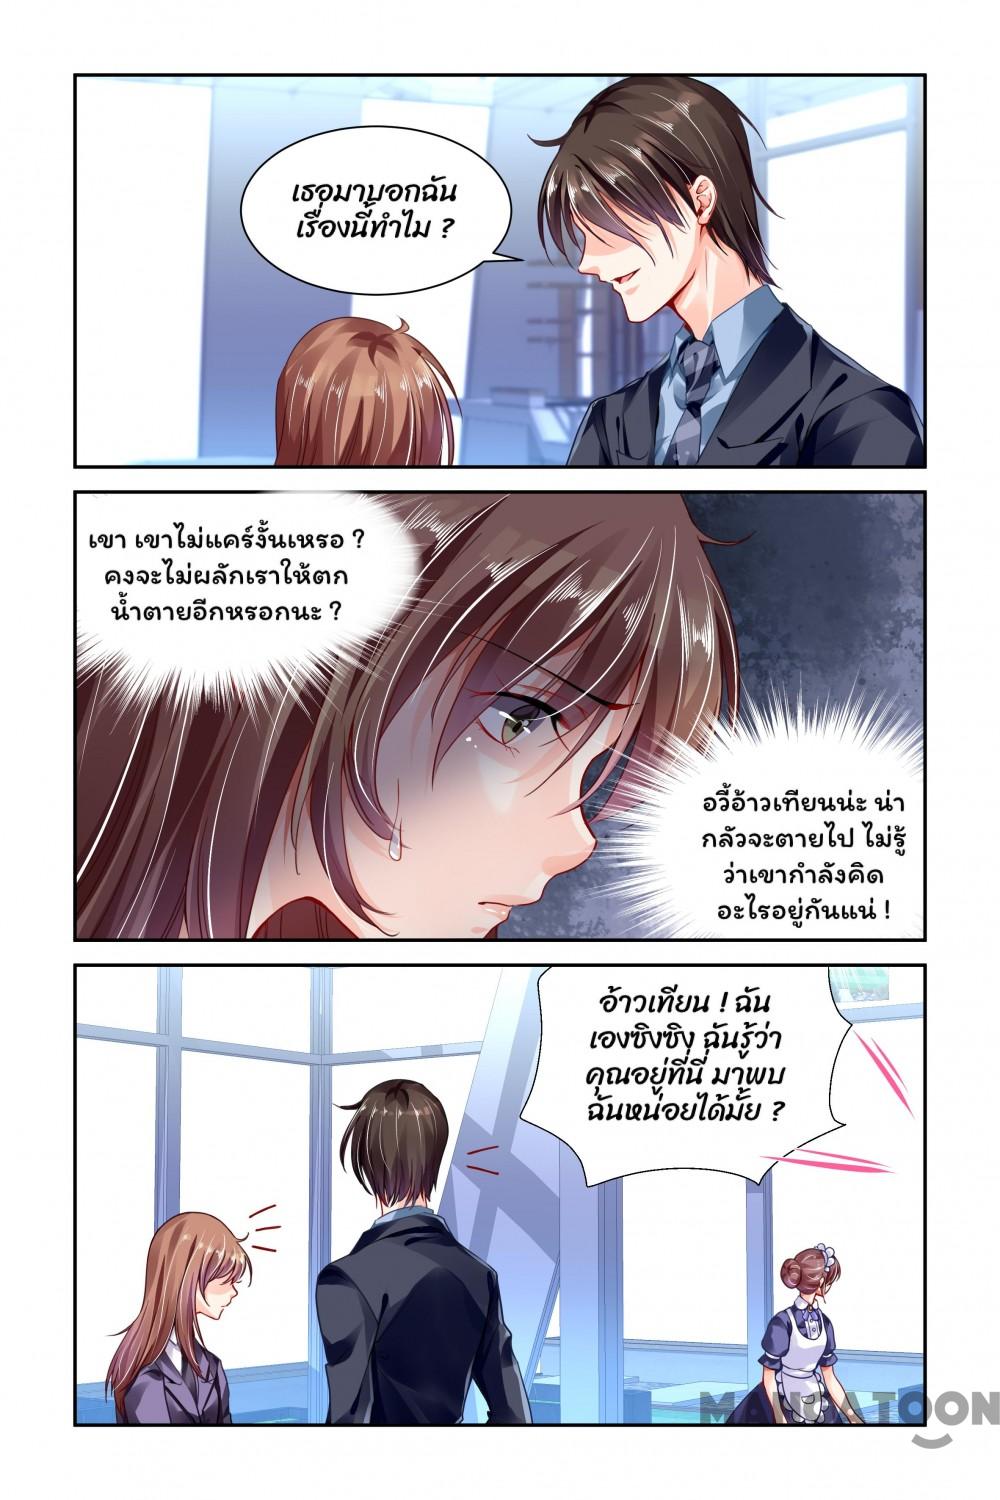 เธอมาบอกฉัน
เรื่องนี้ทำไม ?
เขา เขาไม่แคร์งั้นเหรอ ?
คงจะไม่ผลักเราให้ตก
น้ำตายอีกหรอกนะ ?
อวี้อ้าวเทียนน่ะ น่า
กลัวจะตายไป ไม่รู้
ว่าเขากำลังคิด
อะไรอยู่กันแน่ !
อ้าวเทียน ! ฉัน
เองซิงซิง ฉันรู้ว่า
คุณอยู่ที่นี่ มาพบ
ฉันหน่อยได้มั้ย ?
MANGATOON